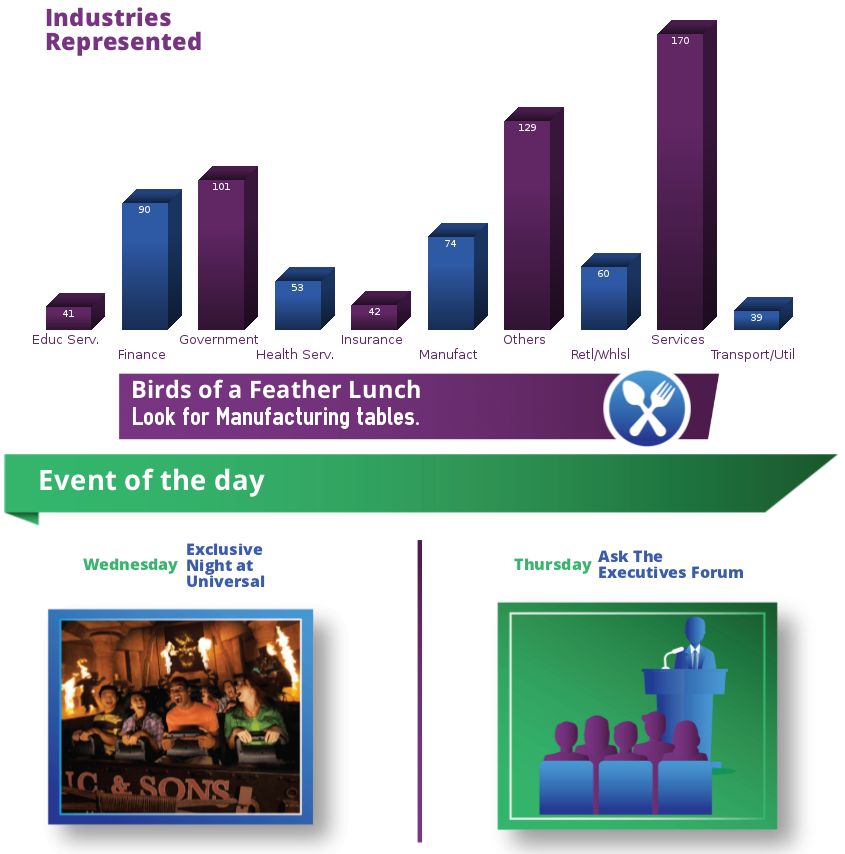 Industries
Represented
170
129
101
90
74
60
53
41
42
39
Educ Serv.
Finance
Government
Health Serv.
Insurance
Manufact
Others
Retl/Whlsl
Services
Transport/Util
Birds of a Feather Lunch
Look for Manufacturing tables.
Event of the day
Wednesday
Exclusive
Night at
Universal
Thursday
Ask The
Executives Forum
J.C. & SONS